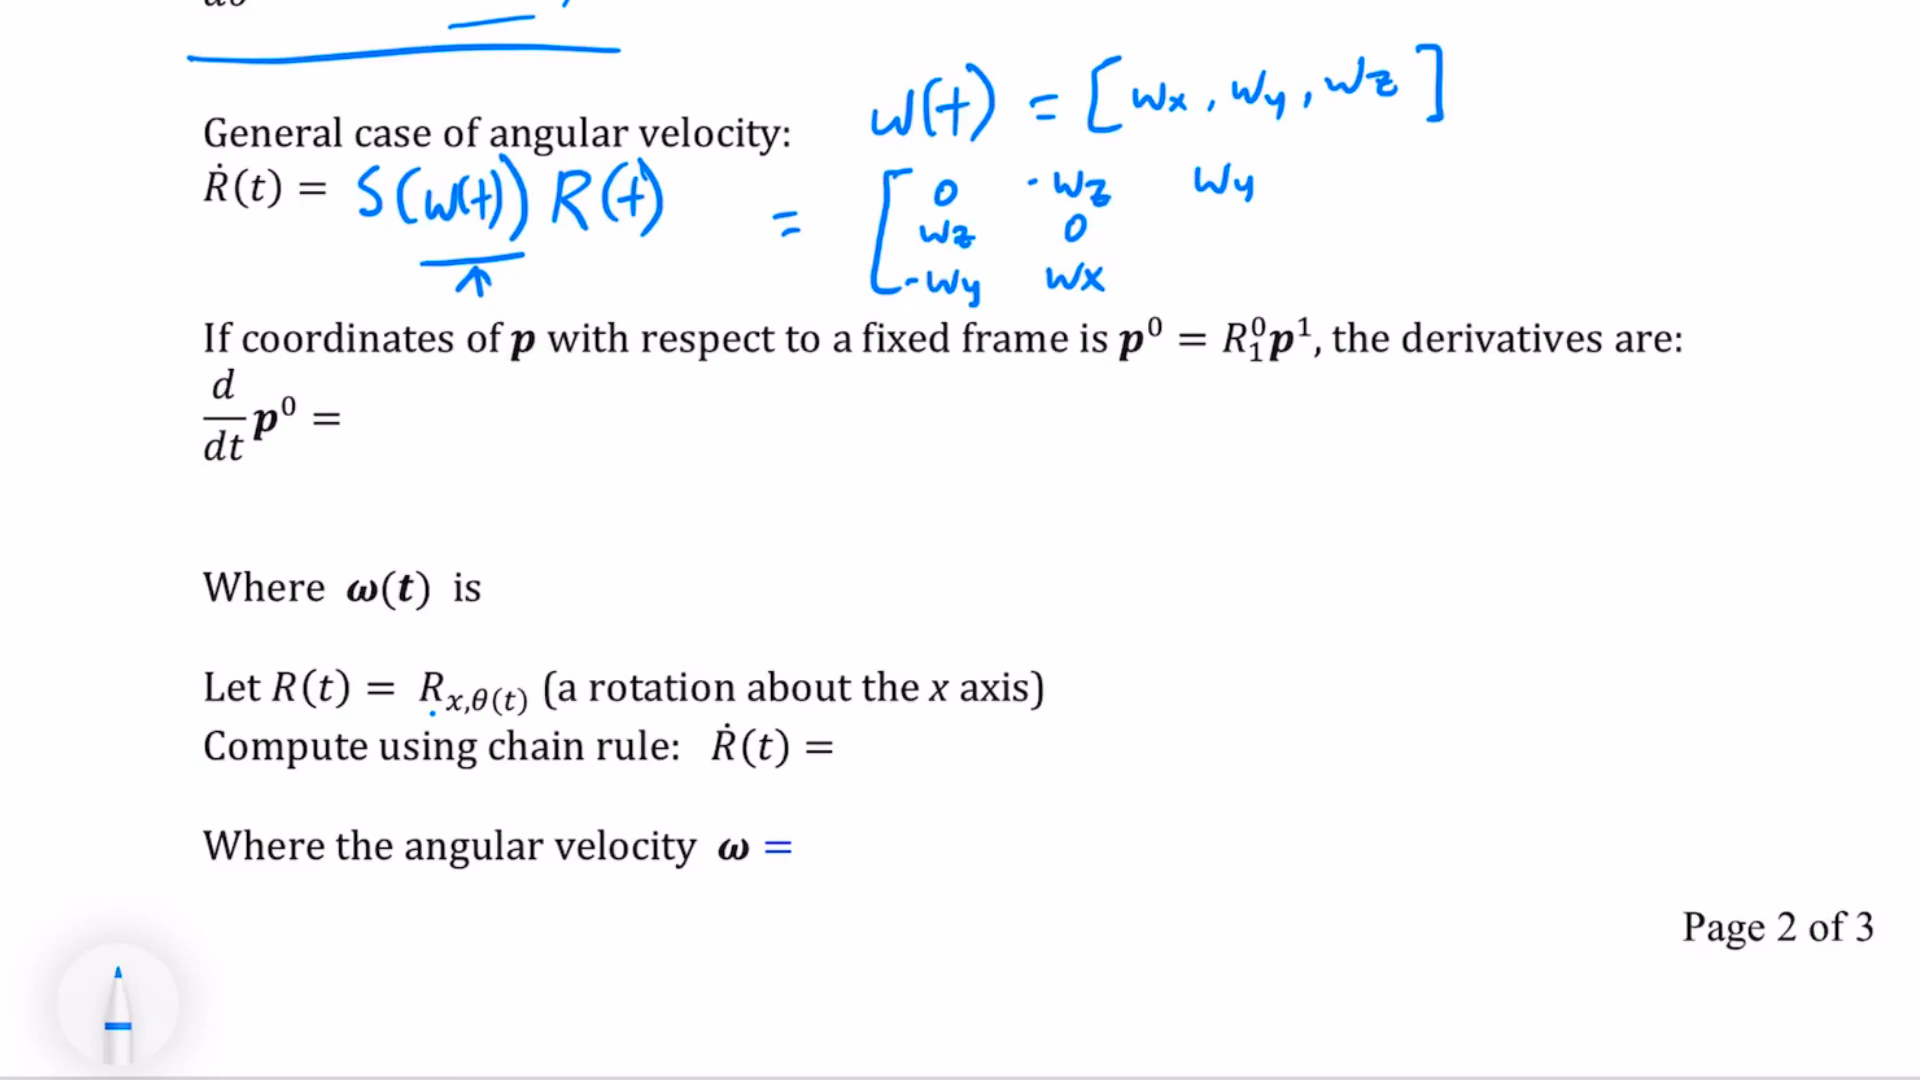 General case of angular velocity:
w(t) = [wx, wy, wz]
Ṙ(t) = S(w(t)) R(t)
= [ 0 -wz wy
wz 0
-wy wx
If coordinates of p with respect to a fixed frame is p⁰ = R₁⁰p¹, the derivatives are:
d/dt p⁰ =
Where ω(t) is
Let R(t) = R_{x,θ(t)} (a rotation about the x axis)
Compute using chain rule: Ṙ(t) =
Where the angular velocity ω =
Page 2 of 3